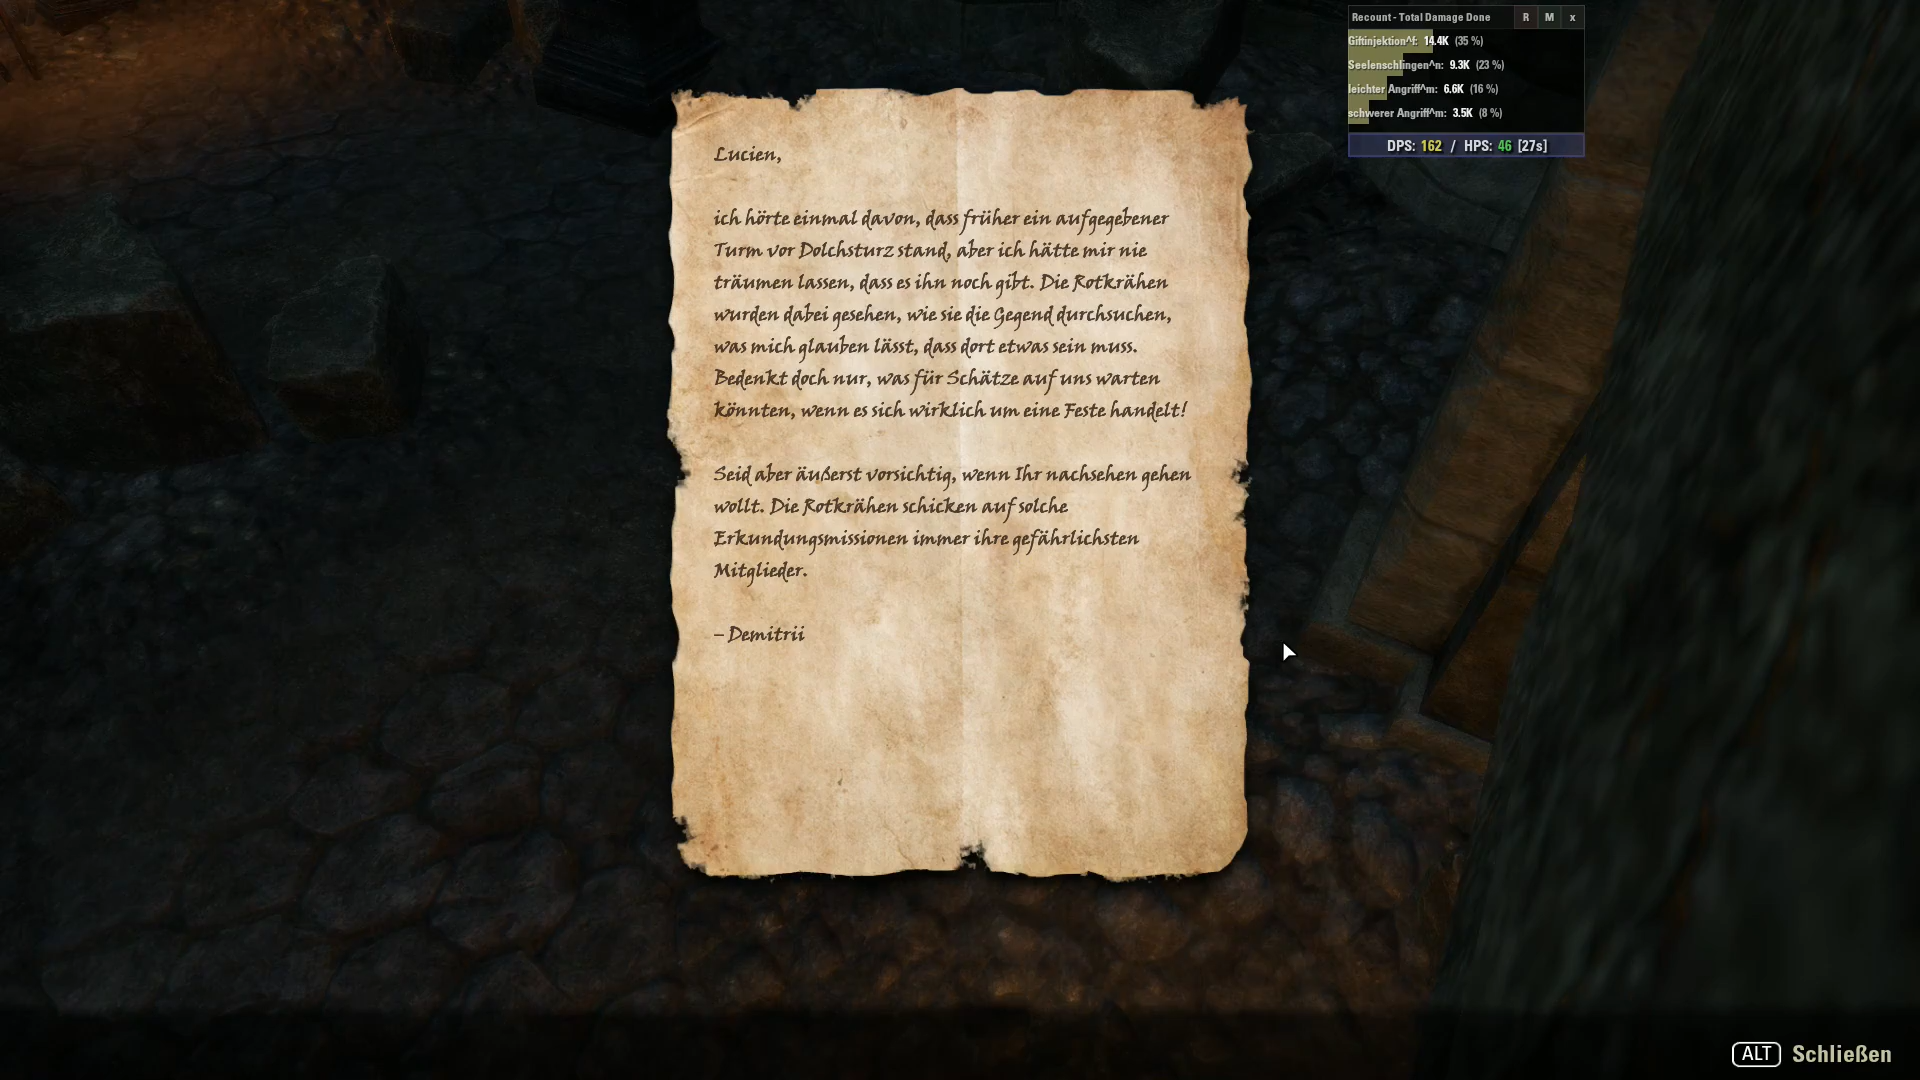 Recount - Total Damage Done R M x
Giftinjektion^f: 14.4K (35 %)
Seelenschlingen^n: 9.3K (23 %)
leichter Angriff^m: 6.6K (16 %)
schwerer Angriff^m: 3.5K (8 %)
DPS: 162 / HPS: 46 [27s]
Lucien,
ich hörte einmal davon, dass früher ein aufgegebener
Turm vor Dolchsturz stand, aber ich hätte mir nie
träumen lassen, dass es ihn noch gibt. Die Rotkrähen
wurden dabei gesehen, wie sie die Gegend durchsuchen,
was mich glauben lässt, dass dort etwas sein muss.
Bedenkt doch nur, was für Schätze auf uns warten
könnten, wenn es sich wirklich um eine Feste handelt!
Seid aber äußerst vorsichtig, wenn Ihr nachsehen gehen
wollt. Die Rotkrähen schicken auf solche
Erkundungsmissionen immer ihre gefährlichsten
Mitglieder.
– Demitrii
ALT Schließen